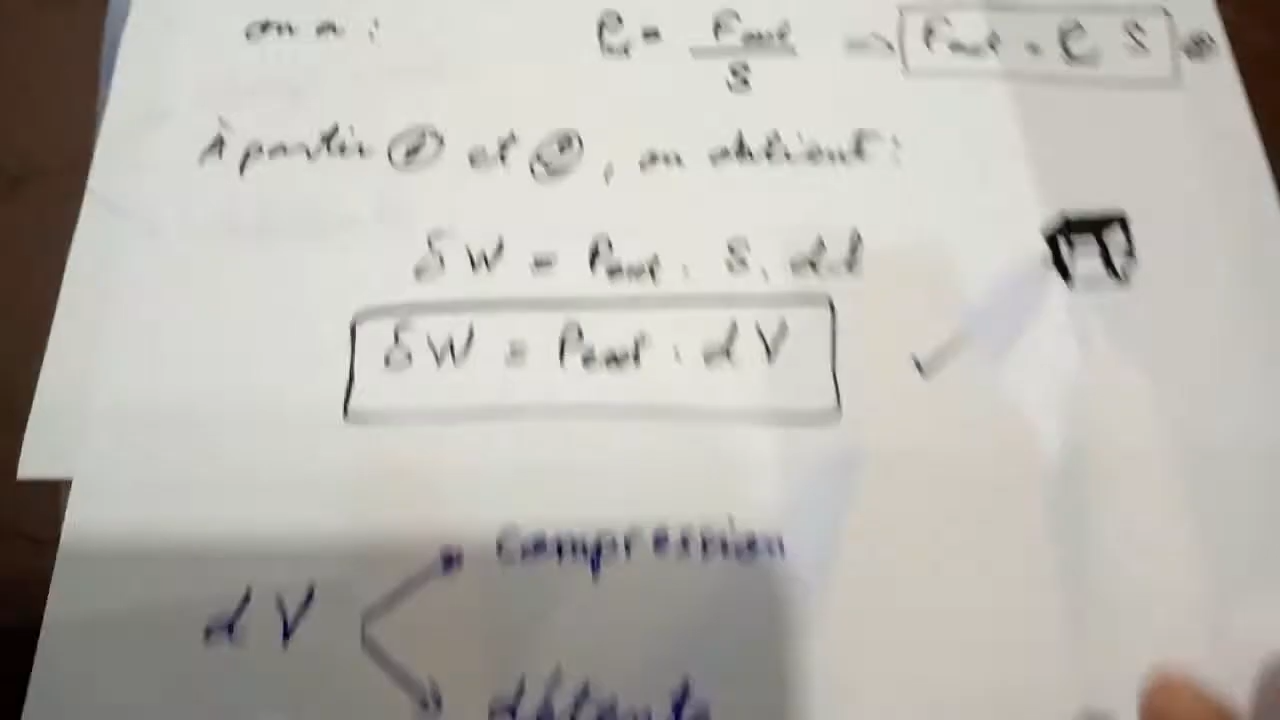 on a : Pext = Fext / S => Fext = P S ②
À partir ① et ②, on obtient :
δW = Pext . S . dl
δW = Pext . dV
compression
dV
détente